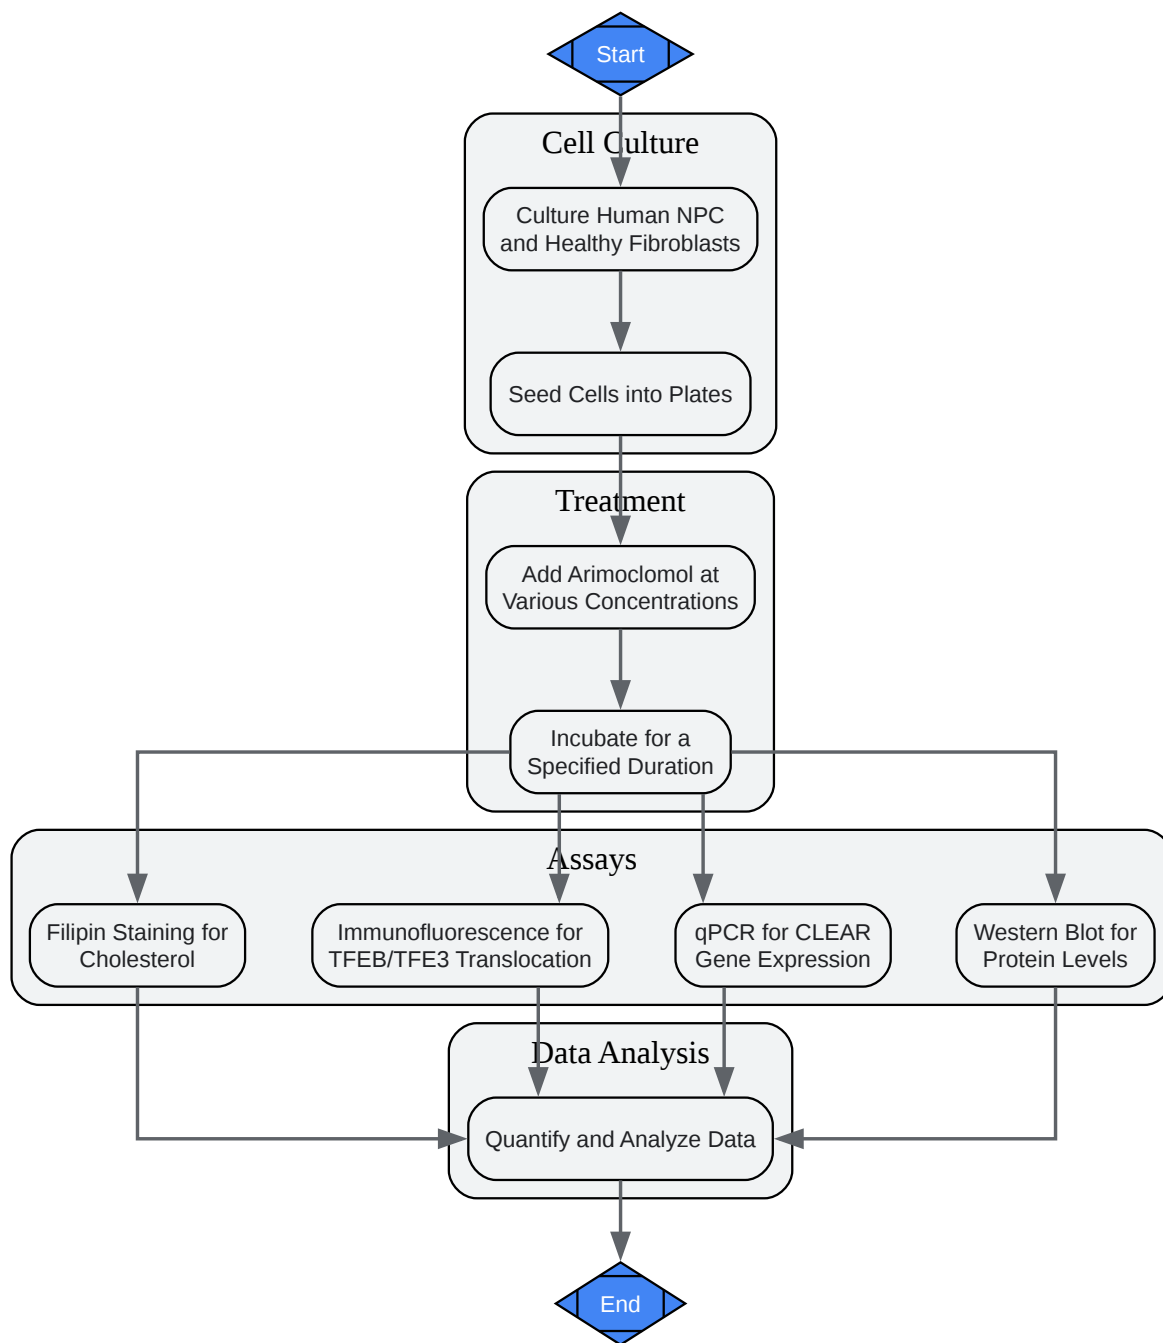 Start
Cell Culture
Culture Human NPC
and Healthy Fibroblasts
Seed Cells into Plates
Treatment
Add Arimoclomol at
Various Concentrations
Incubate for a
Specified Duration
Assays
Filipin Staining for
Cholesterol
Immunofluorescence for
TFEB/TFE3 Translocation
qPCR for CLEAR
Gene Expression
Western Blot for
Protein Levels
Data Analysis
Quantify and Analyze Data
End